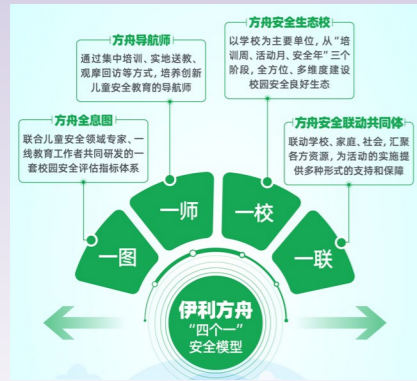 方舟导航师
通过集中培训、实地送教、
观摩回访等方式，培养创新
儿童安全教育的导航师
方舟安全生态校
以学校为主要单位，从“培
训周、活动月、安全年”三个
阶段，全方位、多维度建设
校园安全良好生态
方舟全息图
联合儿童安全领域专家、一
线教育工作者共同研发的一
套校园安全评估指标体系
方舟安全联动共同体
联动学校、家庭、社会，汇聚
各方资源，为活动的实施提
供多种形式的支持和保障
一图
一师
一校
一联
伊利方舟
“四个一”
安全模型